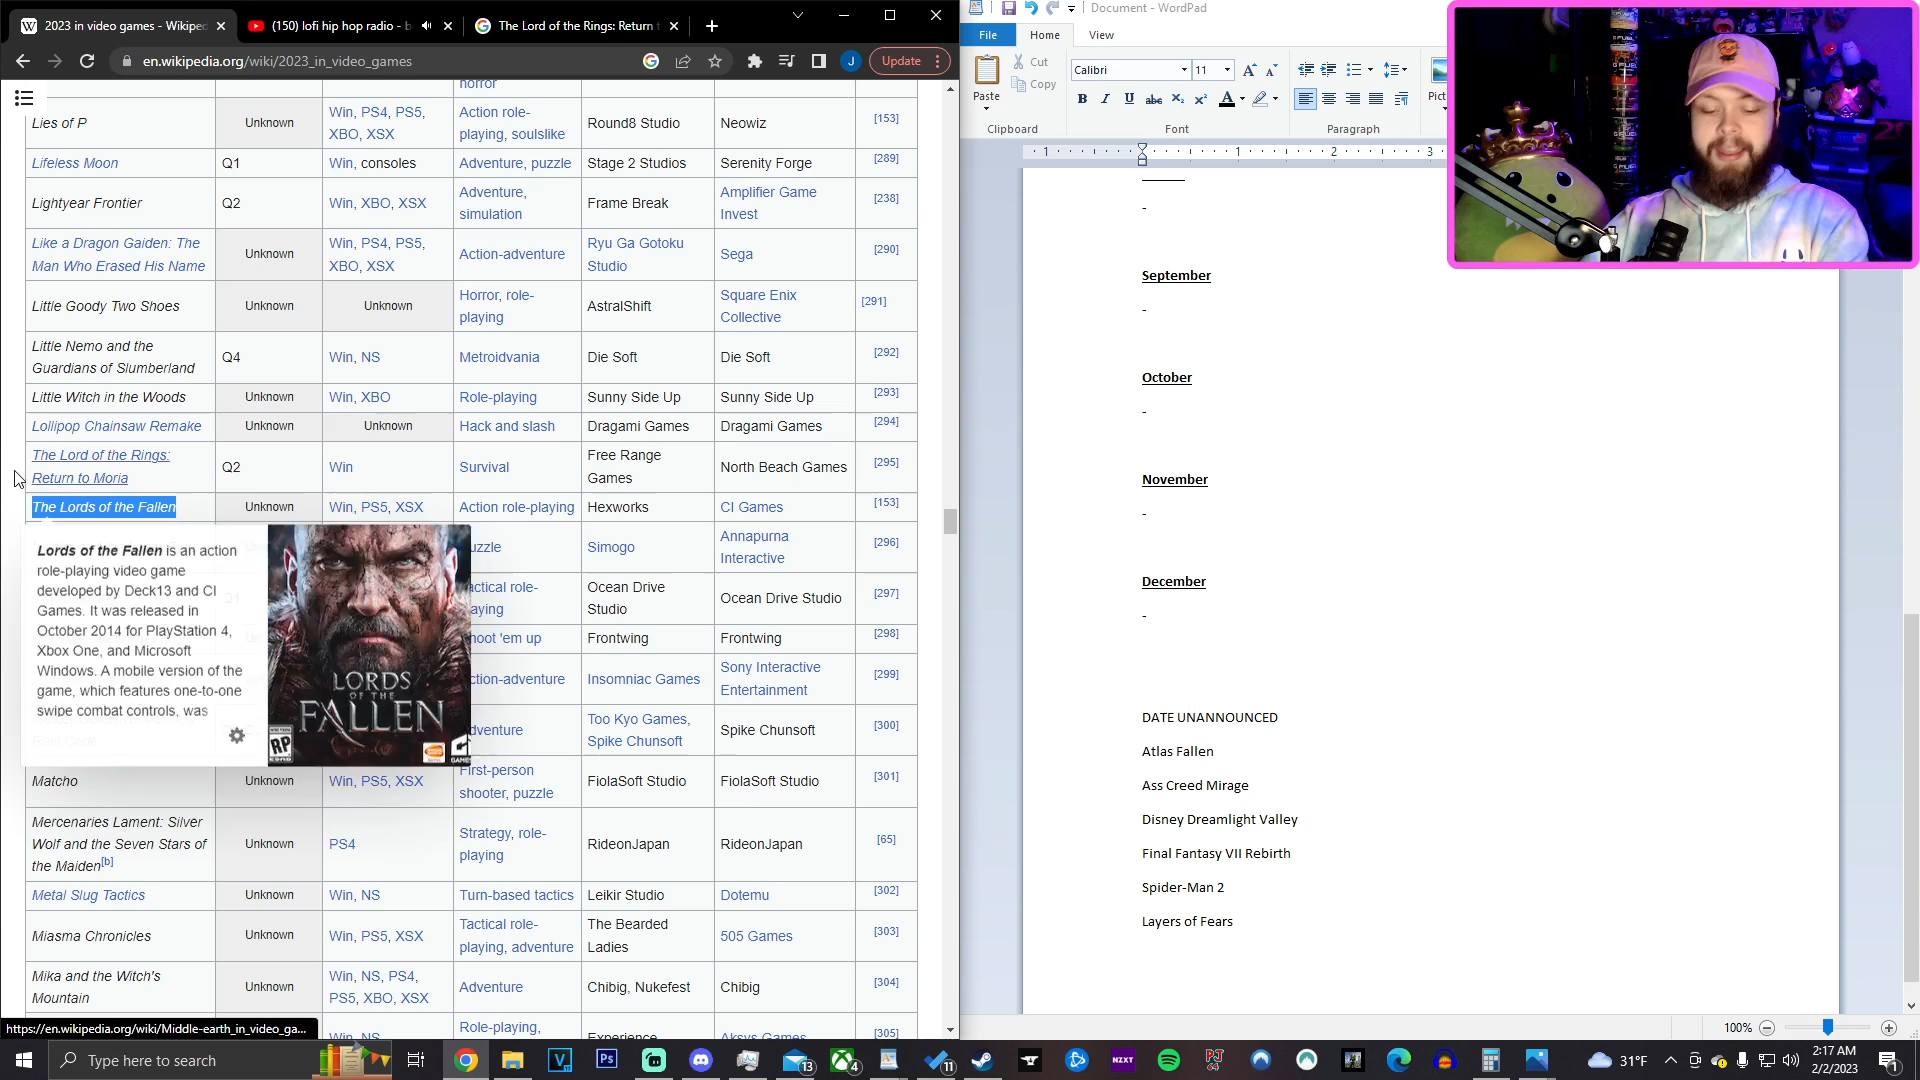 2023 in video games - Wikiped
(150) lofi hip hop radio - b
The Lord of the Rings: Return t
Document - WordPad
en.wikipedia.org/wiki/2023_in_video_games
J
Update
File
Home
View
Paste
Cut
Copy
Calibri
11
Clipboard
Font
Paragraph
horror
Lies of P
Unknown
Win, PS4, PS5,
XBO, XSX
Action role-
playing, soulslike
Round8 Studio
Neowiz
[153]
Lifeless Moon
Q1
Win, consoles
Adventure, puzzle
Stage 2 Studios
Serenity Forge
[289]
Lightyear Frontier
Q2
Win, XBO, XSX
Adventure,
simulation
Frame Break
Amplifier Game
Invest
[238]
Like a Dragon Gaiden: The
Man Who Erased His Name
Unknown
Win, PS4, PS5,
XBO, XSX
Action-adventure
Ryu Ga Gotoku
Studio
Sega
[290]
Little Goody Two Shoes
Unknown
Unknown
Horror, role-
playing
AstralShift
Square Enix
Collective
[291]
Little Nemo and the
Guardians of Slumberland
Q4
Win, NS
Metroidvania
Die Soft
Die Soft
[292]
Little Witch in the Woods
Unknown
Win, XBO
Role-playing
Sunny Side Up
Sunny Side Up
[293]
Lollipop Chainsaw Remake
Unknown
Unknown
Hack and slash
Dragami Games
Dragami Games
[294]
The Lord of the Rings:
Return to Moria
Q2
Win
Survival
Free Range
Games
North Beach Games
[295]
The Lords of the Fallen
Unknown
Win, PS5, XSX
Action role-playing
Hexworks
CI Games
[153]
Lords of the Fallen is an action
role-playing video game
developed by Deck13 and CI
Games. It was released in
October 2014 for PlayStation 4,
Xbox One, and Microsoft
Windows. A mobile version of the
game, which features one-to-one
swipe combat controls, was
LORDS
OF THE
FALLEN
RP
uzzle
Simogo
Annapurna
Interactive
[296]
actical role-
aying
Ocean Drive
Studio
Ocean Drive Studio
[297]
hoot 'em up
Frontwing
Frontwing
[298]
ction-adventure
Insomniac Games
Sony Interactive
Entertainment
[299]
dventure
Too Kyo Games,
Spike Chunsoft
Spike Chunsoft
[300]
Matcho
Unknown
Win, PS5, XSX
First-person
shooter, puzzle
FiolaSoft Studio
FiolaSoft Studio
[301]
Mercenaries Lament: Silver
Wolf and the Seven Stars of
the Maiden[b]
Unknown
PS4
Strategy, role-
playing
RideonJapan
RideonJapan
[65]
Metal Slug Tactics
Unknown
Win, NS
Turn-based tactics
Leikir Studio
Dotemu
[302]
Miasma Chronicles
Unknown
Win, PS5, XSX
Tactical role-
playing, adventure
The Bearded
Ladies
505 Games
[303]
Mika and the Witch's
Mountain
Unknown
Win, NS, PS4,
PS5, XBO, XSX
Adventure
Chibig, Nukefest
Chibig
[304]
Win, NS
Role-playing,
Experience
Aksys Games
[305]
https://en.wikipedia.org/wiki/Middle-earth_in_video_ga...
1 1 2 3
-
September
-
October
-
November
-
December
-
DATE UNANNOUNCED
Atlas Fallen
Ass Creed Mirage
Disney Dreamlight Valley
Final Fantasy VII Rebirth
Spider-Man 2
Layers of Fears
100%
Type here to search
Ps
13
4
11
NZXT
31°F
2:17 AM
2/2/2023
1